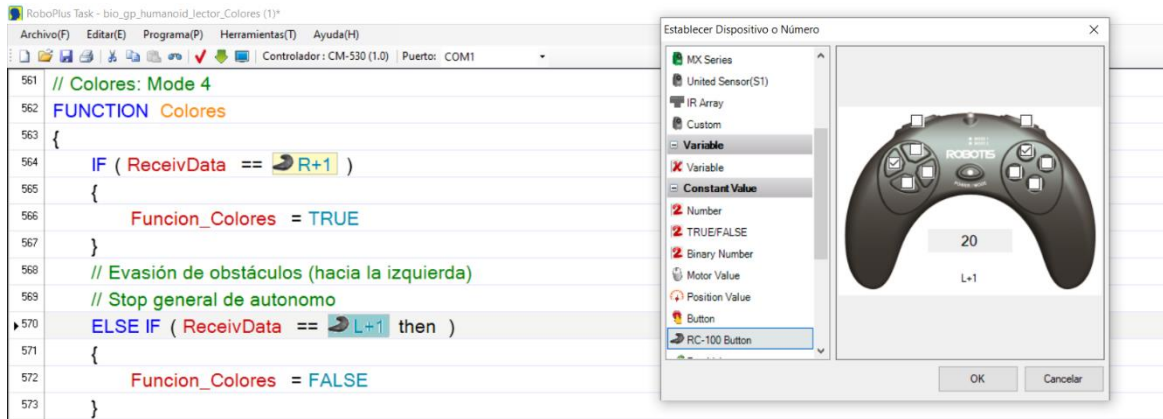 RoboPlus Task - bio_gp_humanoid_lector_Colores (1)*
Archivo(F) Editar(E) Programa(P) Herramientas(T) Ayuda(H)
Controlador : CM-530 (1.0) Puerto: COM1
561 // Colores: Mode 4
562 FUNCTION Colores
563 {
564 IF ( ReceivData == R+1 )
565 {
566 Funcion_Colores = TRUE
567 }
568 // Evasión de obstáculos (hacia la izquierda)
569 // Stop general de autonomo
570 ELSE IF ( ReceivData == L+1 then )
571 {
572 Funcion_Colores = FALSE
573 }
Establecer Dispositivo o Número
MX Series
United Sensor(S1)
IR Array
Custom
Variable
Variable
Constant Value
2 Number
2 TRUE/FALSE
2 Binary Number
Motor Value
Position Value
Button
RC-100 Button
ROBOTIS
20
L+1
OK Cancelar